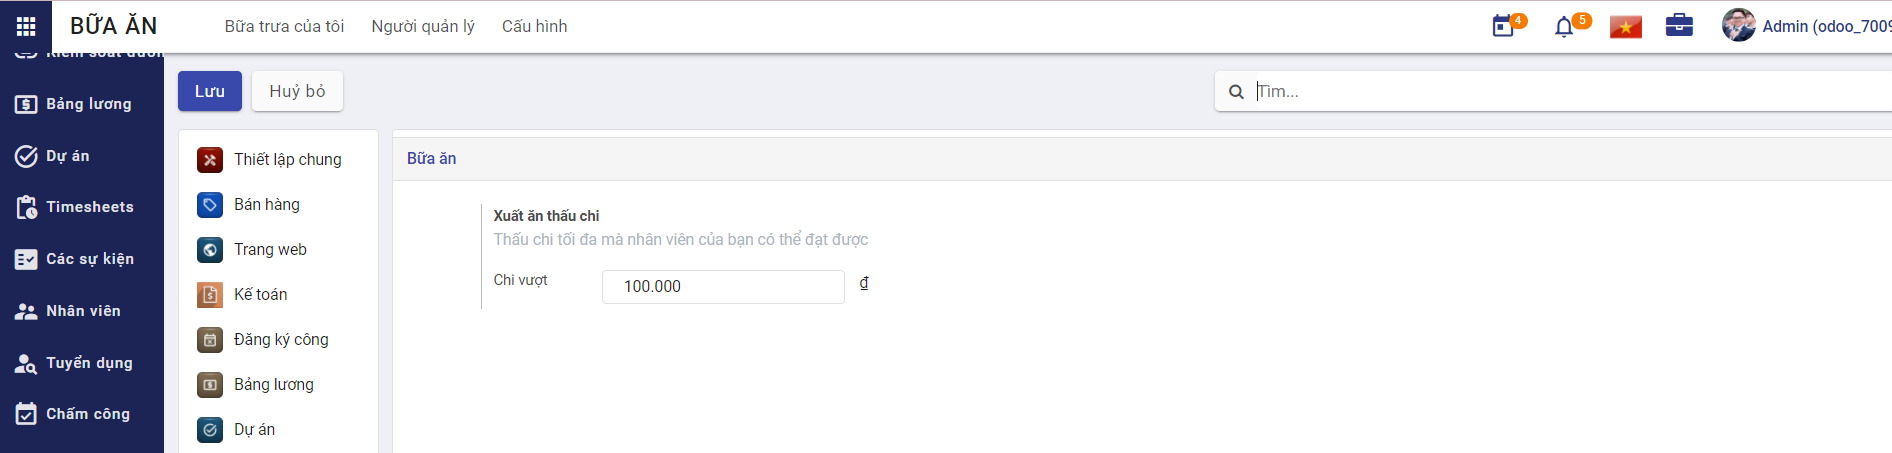 BỮA ĂN
Bữa trưa của tôi
Người quản lý
Cấu hình
4
5
Admin (odoo_7009
Kiểm soát
Bảng lương
Dự án
Timesheets
Các sự kiện
Nhân viên
Tuyển dụng
Chấm công
Lưu
Huỷ bỏ
Tìm...
Thiết lập chung
Bán hàng
Trang web
Kế toán
Đăng ký công
Bảng lương
Dự án
Bữa ăn
Xuất ăn thấu chi
Thấu chi tối đa mà nhân viên của bạn có thể đạt được
Chi vượt
100.000
₫